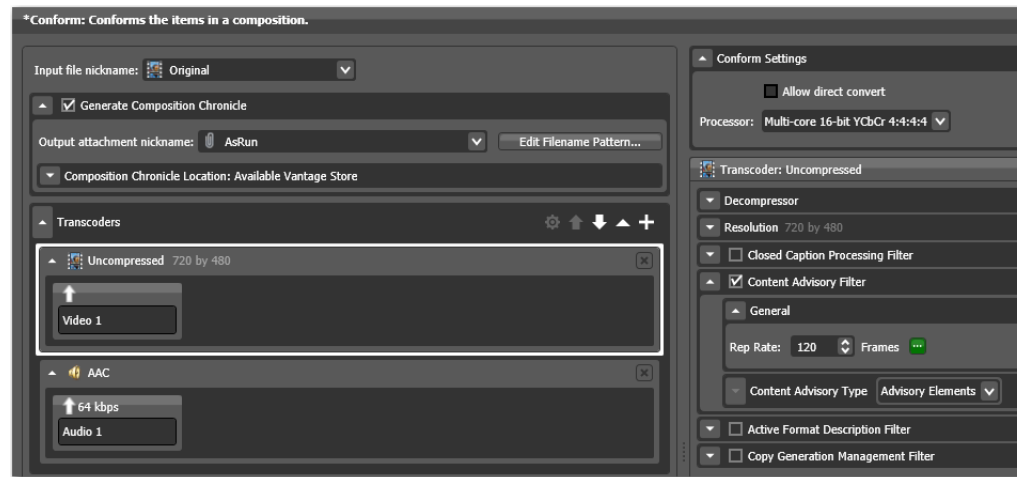 *Conform: Conforms the items in a composition.
Input file nickname: Original
Generate Composition Chronicle
Output attachment nickname: AsRun Edit Filename Pattern...
Composition Chronicle Location: Available Vantage Store
Transcoders
Uncompressed 720 by 480
Video 1
AAC
64 kbps
Audio 1
Conform Settings
Allow direct convert
Processor: Multi-core 16-bit YCbCr 4:4:4:4
Transcoder: Uncompressed
Decompressor
Resolution 720 by 480
Closed Caption Processing Filter
Content Advisory Filter
General
Rep Rate: 120 Frames
Content Advisory Type Advisory Elements
Active Format Description Filter
Copy Generation Management Filter